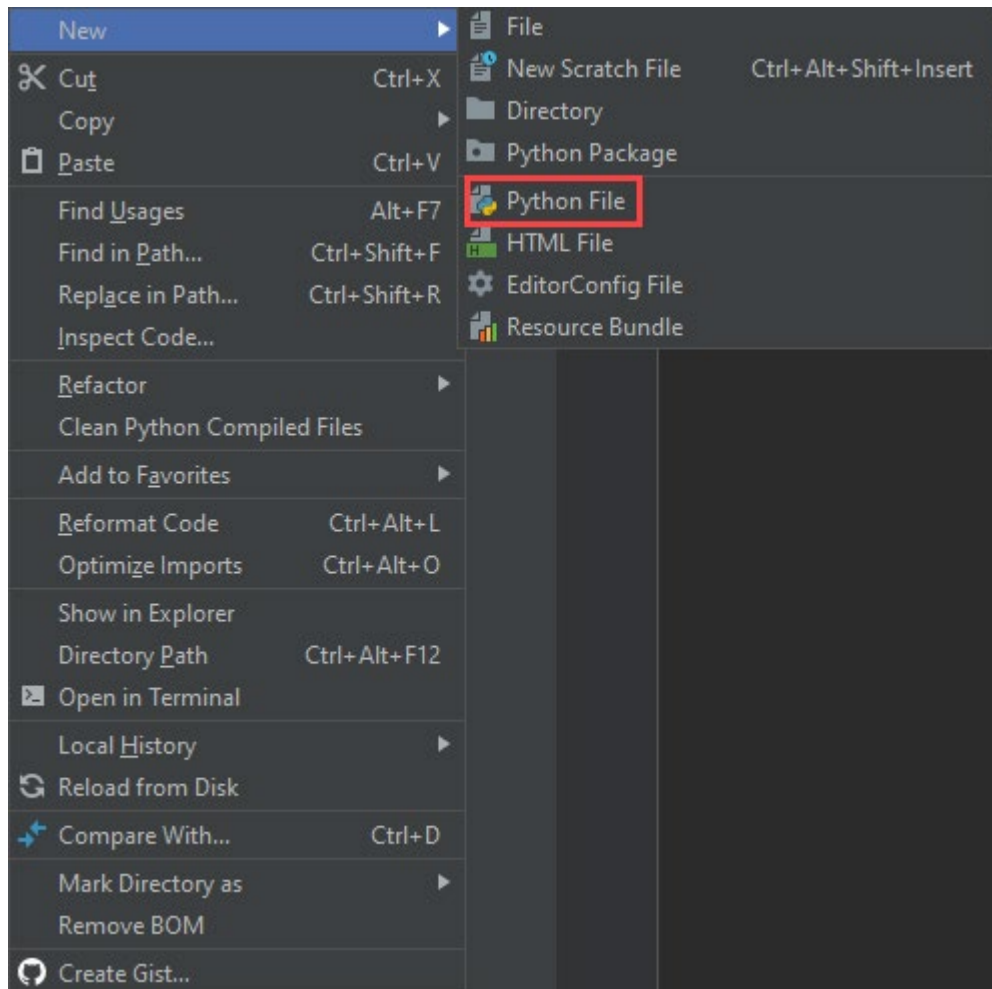 New
Cut Ctrl+X
Copy
Paste Ctrl+V
Find Usages Alt+F7
Find in Path... Ctrl+Shift+F
Replace in Path... Ctrl+Shift+R
Inspect Code...
Refactor
Clean Python Compiled Files
Add to Favorites
Reformat Code Ctrl+Alt+L
Optimize Imports Ctrl+Alt+O
Show in Explorer
Directory Path Ctrl+Alt+F12
Open in Terminal
Local History
Reload from Disk
Compare With... Ctrl+D
Mark Directory as
Remove BOM
Create Gist...
File
New Scratch File Ctrl+Alt+Shift+Insert
Directory
Python Package
Python File
HTML File
EditorConfig File
Resource Bundle